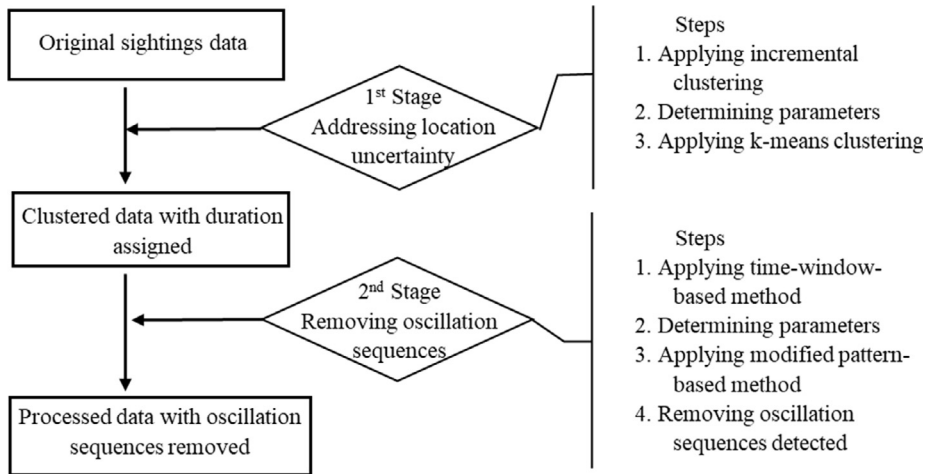 Original sightings data
1st Stage
Addressing location
uncertainty
Steps
1. Applying incremental
clustering
2. Determining parameters
3. Applying k-means clustering
Clustered data with duration
assigned
2nd Stage
Removing oscillation
sequences
Steps
1. Applying time-window-
based method
2. Determining parameters
3. Applying modified pattern-
based method
4. Removing oscillation
sequences detected
Processed data with oscillation
sequences removed